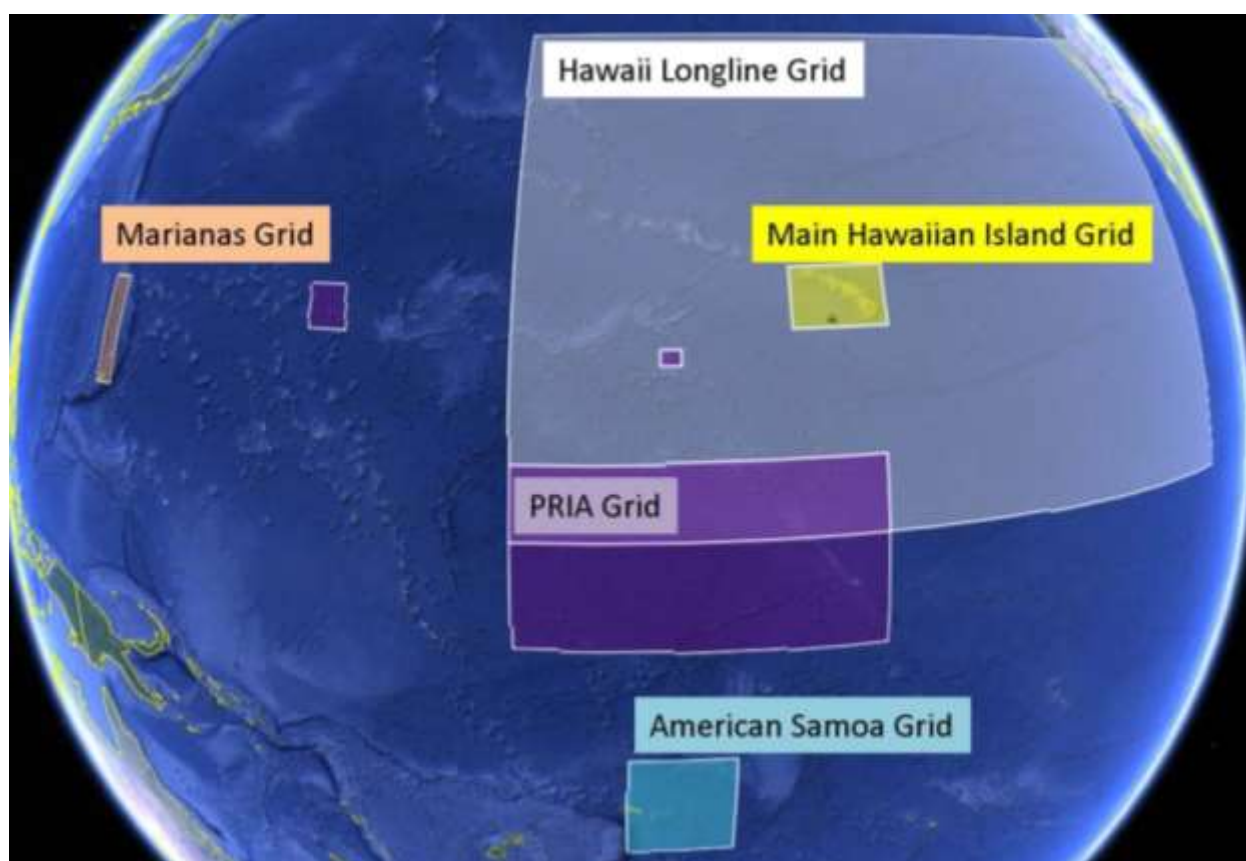 Hawaii Longline Grid
Marianas Grid
Main Hawaiian Island Grid
PRIA Grid
American Samoa Grid